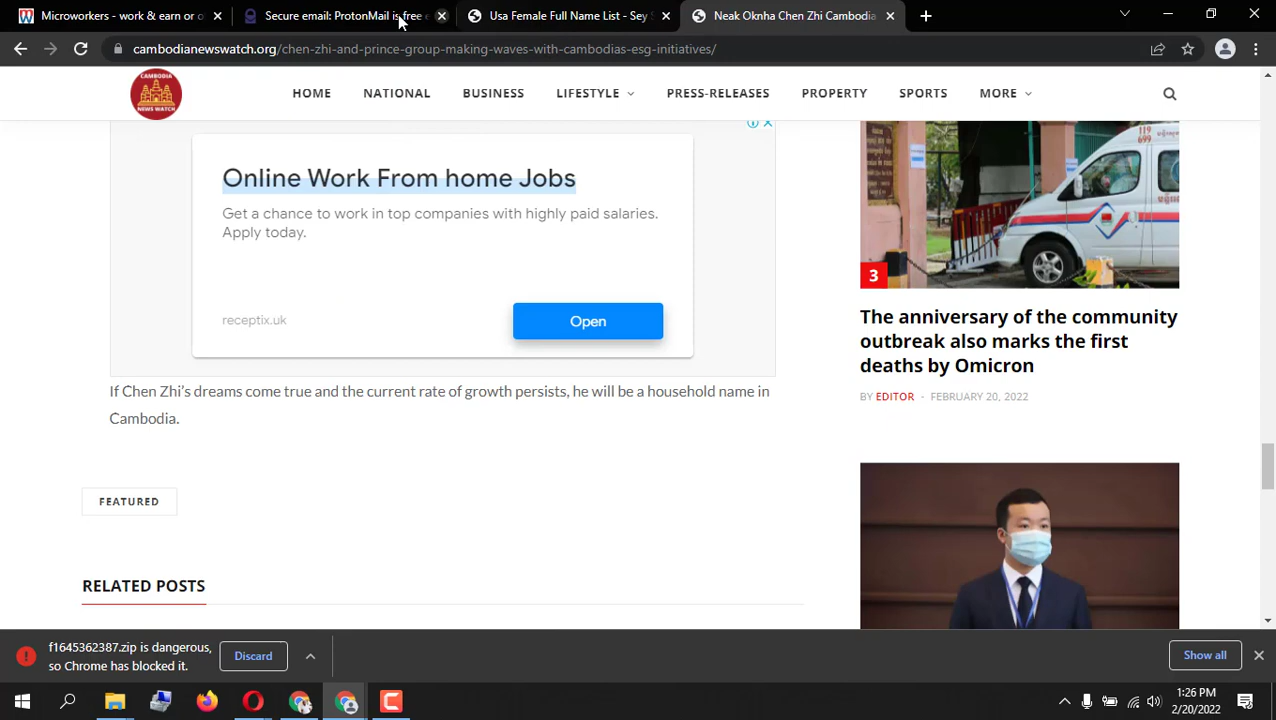 Microworkers - work & earn or o
Secure email: ProtonMail is free e
Usa Female Full Name List - Sey S
Neak Oknha Chen Zhi Cambodia
cambodianewswatch.org/chen-zhi-and-prince-group-making-waves-with-cambodias-esg-initiatives/
CAMBODIA
NEWS WATCH
HOME
NATIONAL
BUSINESS
LIFESTYLE
PRESS-RELEASES
PROPERTY
SPORTS
MORE
Online Work From home Jobs
Get a chance to work in top companies with highly paid salaries.
Apply today.
receptix.uk
Open
If Chen Zhi's dreams come true and the current rate of growth persists, he will be a household name in
Cambodia.
FEATURED
RELATED POSTS
119
699
3
The anniversary of the community
outbreak also marks the first
deaths by Omicron
BY EDITOR - FEBRUARY 20, 2022
f1645362387.zip is dangerous,
so Chrome has blocked it.
Discard
Show all
1:26 PM
2/20/2022